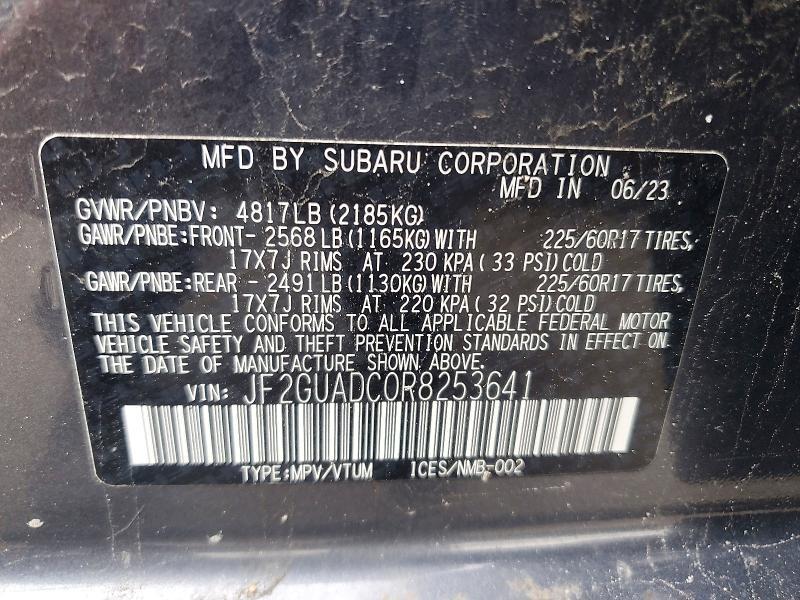 MFD BY SUBARU CORPORATION
MFD IN 06/23
GVWR/PNBV: 4817LB (2185KG)
GAWR/PNBE:FRONT- 2568 LB (1165KG) WITH 225/60R17 TIRES,
17X7J RIMS AT 230 KPA ( 33 PSI) COLD
GAWR/PNBE:REAR - 2491 LB (1130KG) WITH 225/60R17 TIRES,
17X7J RIMS AT 220 KPA ( 32 PSI) COLD
THIS VEHICLE CONFORMS TO ALL APPLICABLE FEDERAL MOTOR
VEHICLE SAFETY AND THEFT PREVENTION STANDARDS IN EFFECT ON
THE DATE OF MANUFACTURE SHOWN ABOVE.
VIN: JF2GUADC0R8253641
TYPE:MPV/VTUM ICES/NMB-002